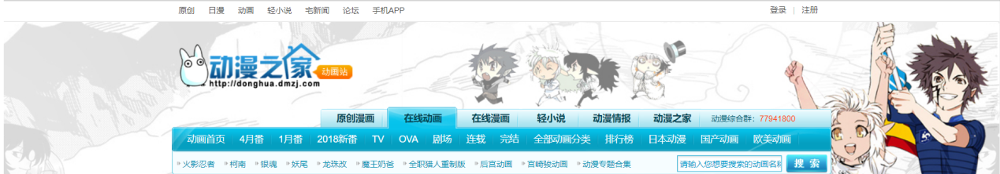 原创 日漫 动画 轻小说 宅新闻 论坛 手机APP 登录 | 注册
动漫之家 动画站
http://donghua.dmzj.com
原创漫画 在线动画 在线漫画 轻小说 动漫情报 动漫之家 动漫综合群：77941800
动画首页 4月番 1月番 2018新番 TV OVA 剧场 连载 完结 全部动画分类 排行榜 日本动漫 国产动画 欧美动画
火影忍者 柯南 银魂 妖尾 龙珠改 魔王奶爸 全职猎人重制版 后宫动画 宫崎骏动画 动漫专题合集 请输入您想要搜索的动画名称 搜索